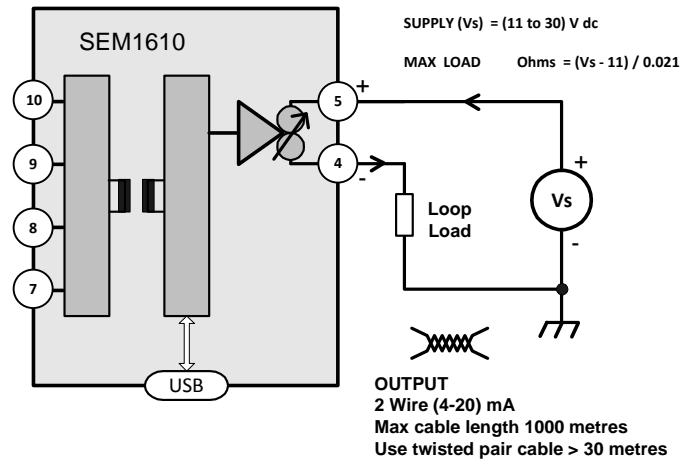 SUPPLY (Vs) = (11 to 30) V dc
SEM1610
MAX LOAD Ohms = (Vs - 11) / 0.021
10
5
+
9
4
-
+
Vs
-
Loop
Load
8
7
USB
OUTPUT
2 Wire (4-20) mA
Max cable length 1000 metres
Use twisted pair cable > 30 metres